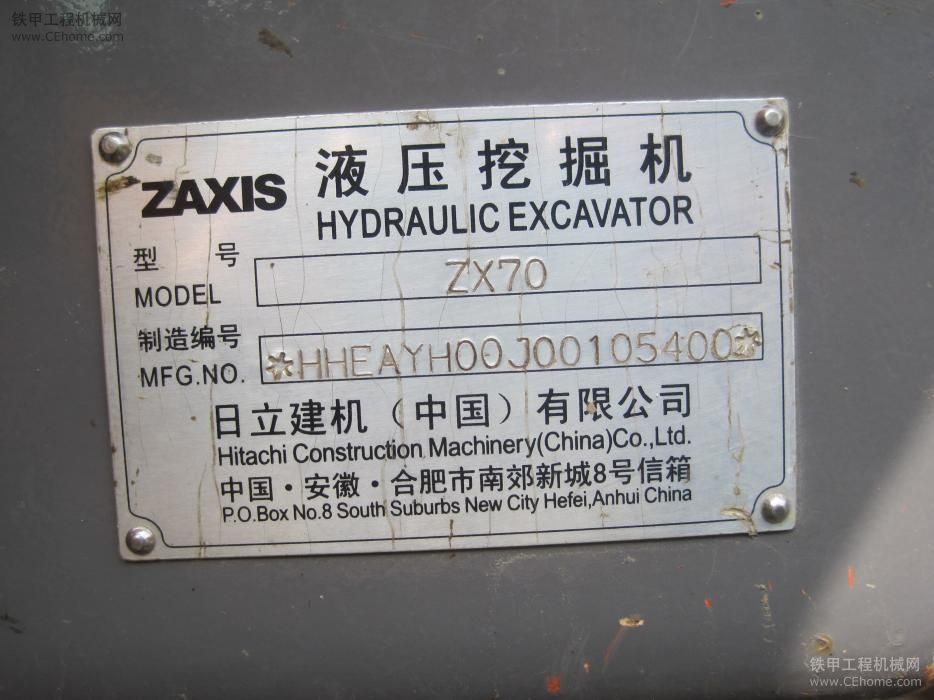 铁甲工程机械网
www.CEhome.com
ZAXIS 液压挖掘机
HYDRAULIC EXCAVATOR
型 号
MODEL ZX70
制造编号
MFG.NO. *HHEAYH00J00105400*
日立建机（中国）有限公司
Hitachi Construction Machinery(China)Co.,Ltd.
中国·安徽·合肥市南郊新城8号信箱
P.O.Box No.8 South Suburbs New City Hefei,Anhui China
铁甲工程机械网
www.CEhome.com